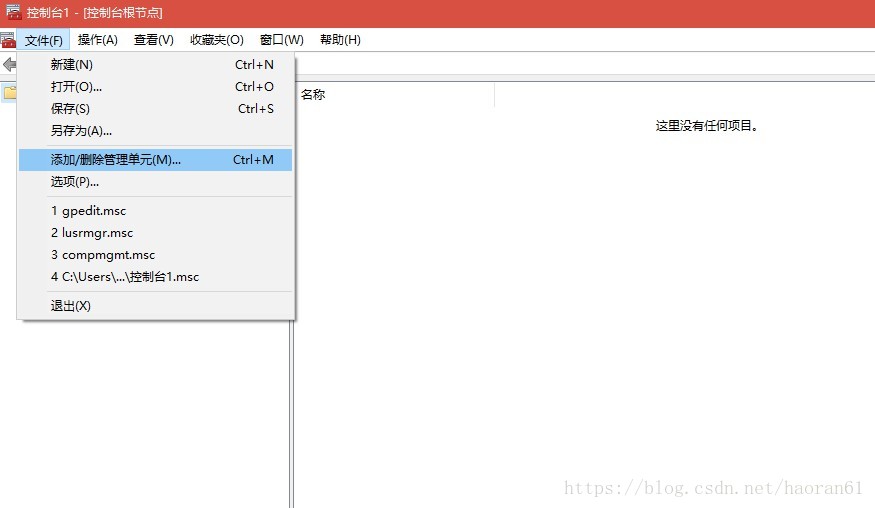 控制台1 - [控制台根节点]
文件(F) 操作(A) 查看(V) 收藏夹(O) 窗口(W) 帮助(H)
新建(N) Ctrl+N
打开(O)... Ctrl+O
保存(S) Ctrl+S
另存为(A)...
添加/删除管理单元(M)... Ctrl+M
选项(P)...
1 gpedit.msc
2 lusrmgr.msc
3 compmgmt.msc
4 C:\Users\...\控制台1.msc
退出(X)
名称
这里没有任何项目。
https://blog.csdn.net/haoran61